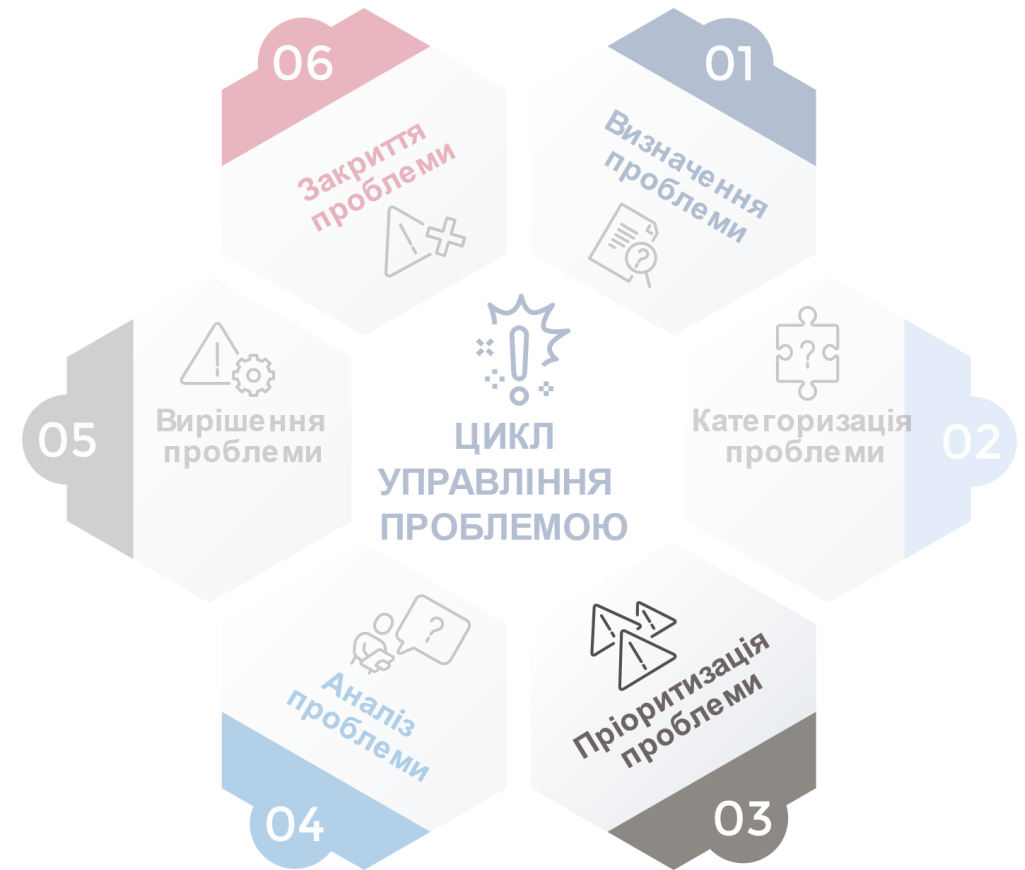 ЦИКЛ
УПРАВЛІННЯ
ПРОБЛЕМОЮ
01
Визначення
проблеми
?
02
?
Категоризація
проблеми
03
Пріоритизація
проблеми
04
?
Аналіз
проблеми
05
Вирішення
проблеми
06
Закриття
проблеми